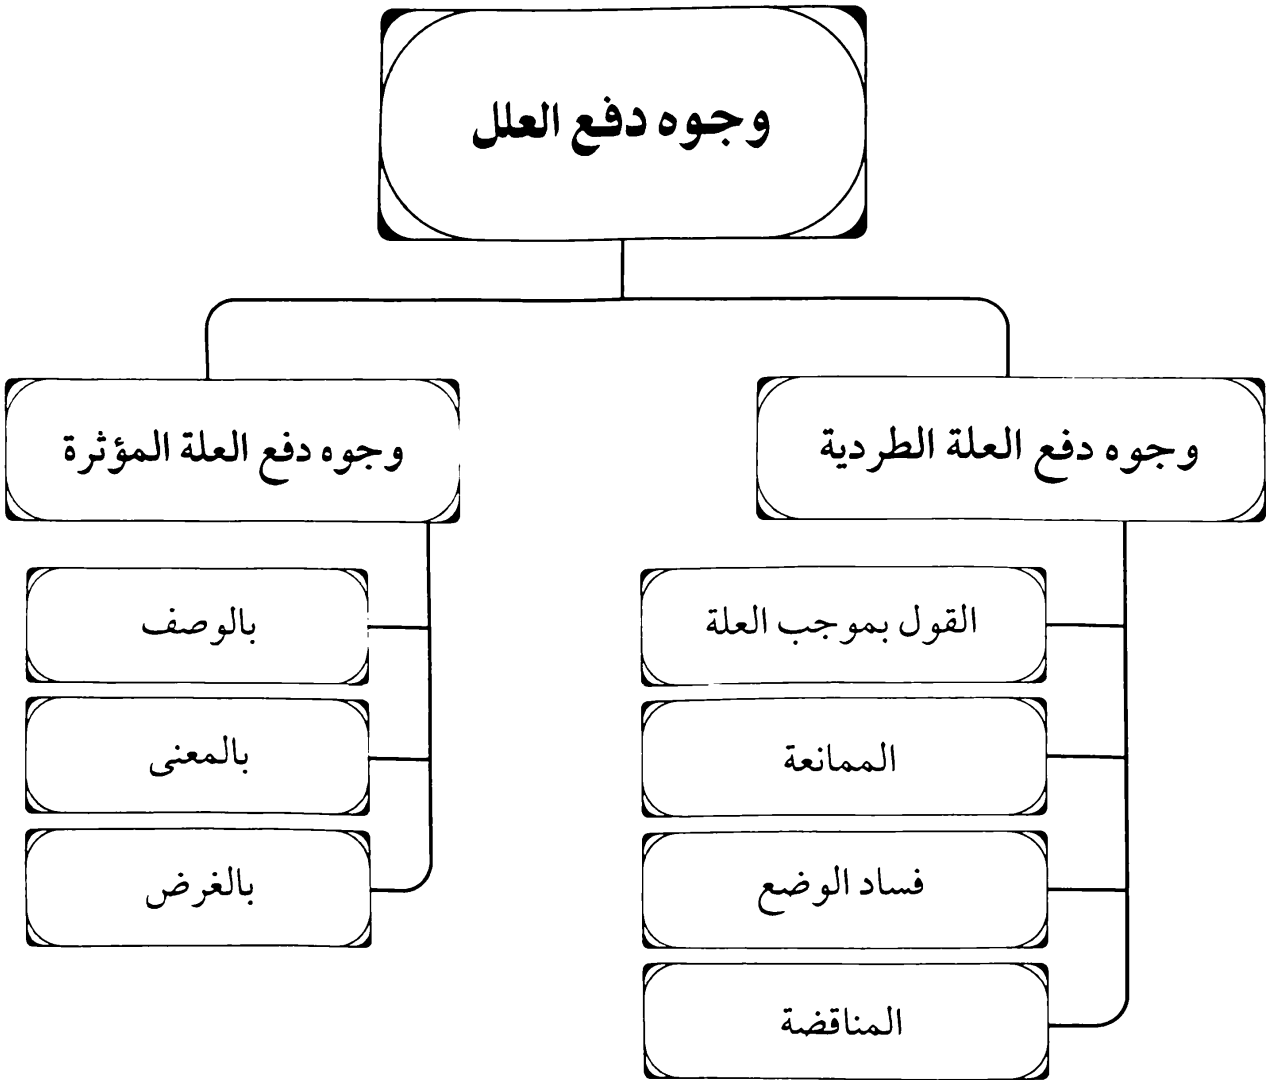 وجوه دفع العلل
وجوه دفع العلة الطردية
القول بموجب العلة
الممانعة
فساد الوضع
المناقضة
وجوه دفع العلة المؤثرة
بالوصف
بالمعنى
بالغرض